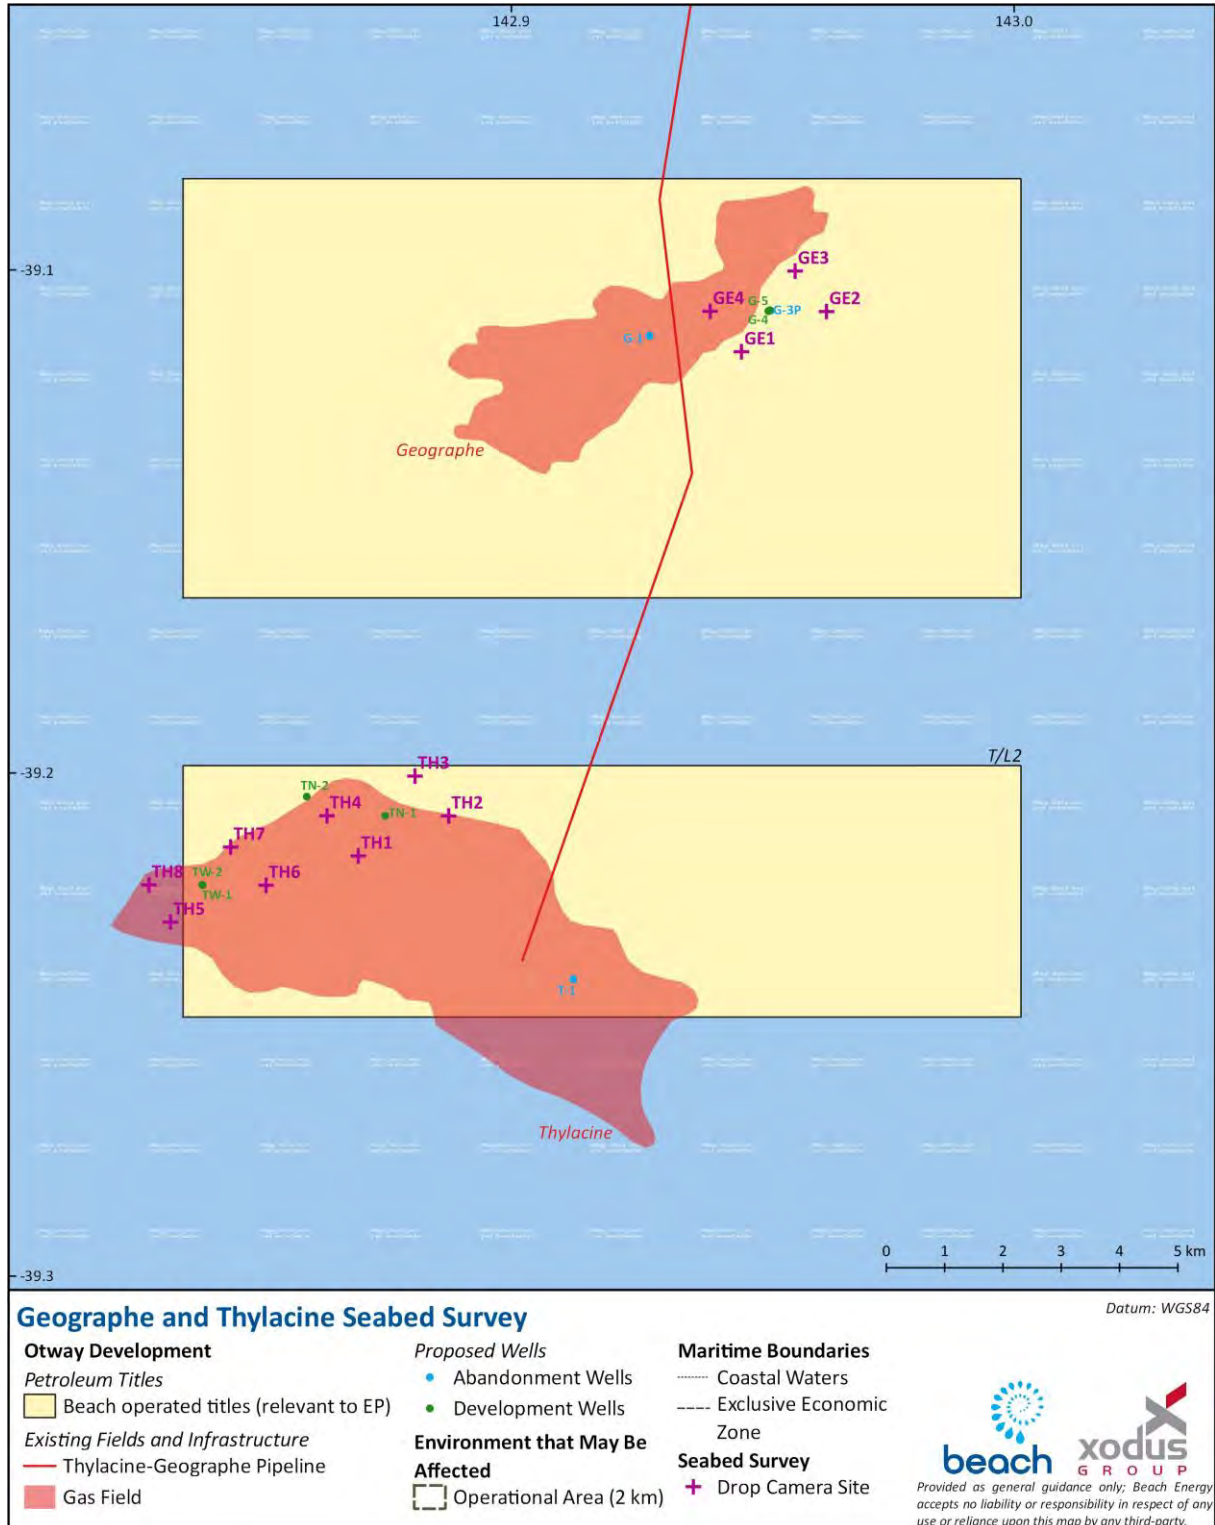 142.9
143.0
-39.1
GE3
GE4
G-5
G-3P
GE2
G-4
G-1
GE1
Geographe
T/L2
-39.2
TH3
TN-2
TH4
TN-1
TH2
TH7
TH1
TH8
TW-2
TH6
TW-1
TH5
T-1
Thylacine
0 1 2 3 4 5 km
-39.3
Geographe and Thylacine Seabed Survey
Datum: WGS84
Otway Development
Petroleum Titles
Beach operated titles (relevant to EP)
Existing Fields and Infrastructure
Thylacine-Geographe Pipeline
Gas Field
Proposed Wells
Abandonment Wells
Development Wells
Environment that May Be
Affected
Operational Area (2 km)
Maritime Boundaries
Coastal Waters
Exclusive Economic
Zone
Seabed Survey
Drop Camera Site
beach
xodus
GROUP
Provided as general guidance only; Beach Energy
accepts no liability or responsibility in respect of any
use or reliance upon this map by any third-party.